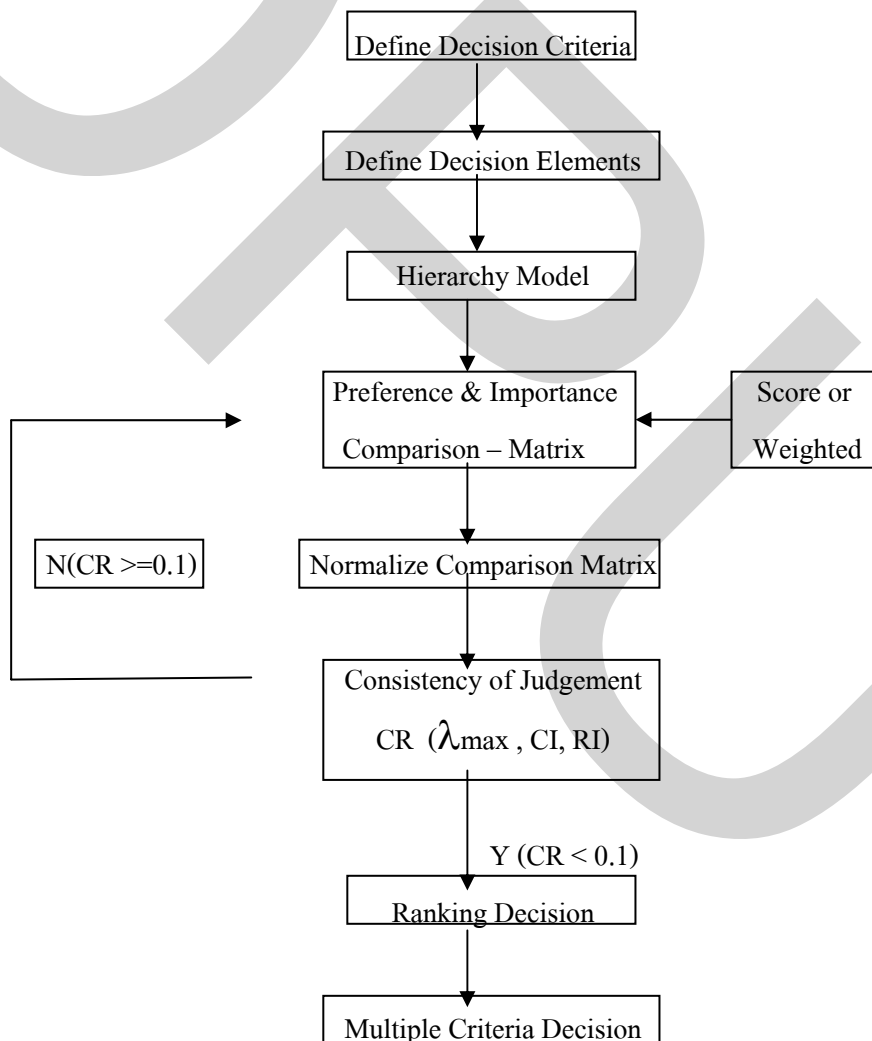 Define Decision Criteria
Define Decision Elements
Hierarchy Model
Preference & Importance
Comparison – Matrix
Score or
Weighted
N(CR >=0.1)
Normalize Comparison Matrix
Consistency of Judgement
CR (λmax , CI, RI)
Y (CR < 0.1)
Ranking Decision
Multiple Criteria Decision